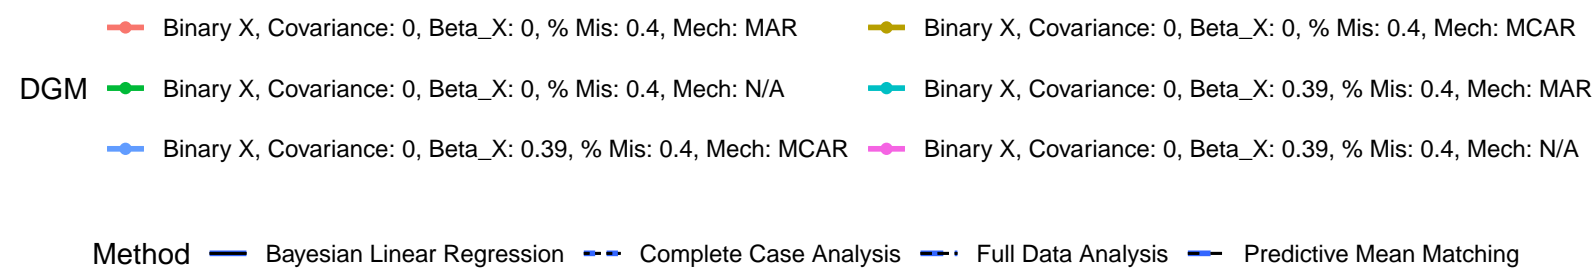 Binary X, Covariance: 0, Beta_X: 0, % Mis: 0.4, Mech: MAR Binary X, Covariance: 0, Beta_X: 0, % Mis: 0.4, Mech: MCAR
DGM Binary X, Covariance: 0, Beta_X: 0, % Mis: 0.4, Mech: N/A Binary X, Covariance: 0, Beta_X: 0.39, % Mis: 0.4, Mech: MAR
Binary X, Covariance: 0, Beta_X: 0.39, % Mis: 0.4, Mech: MCAR Binary X, Covariance: 0, Beta_X: 0.39, % Mis: 0.4, Mech: N/A
Method Bayesian Linear Regression Complete Case Analysis Full Data Analysis Predictive Mean Matching